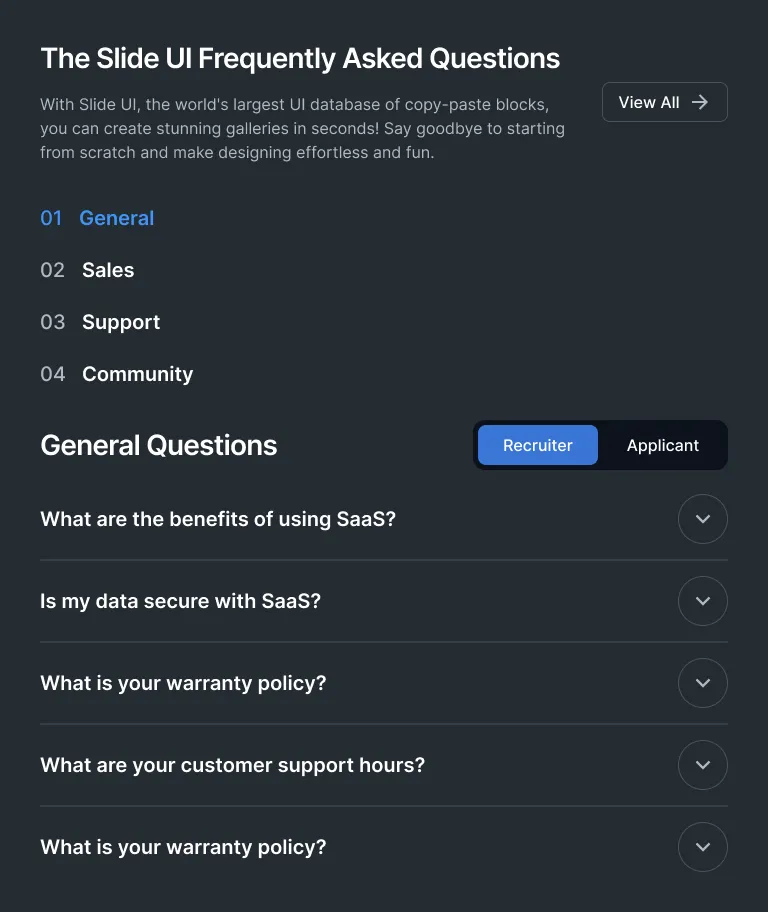 The Slide UI Frequently Asked Questions
With Slide UI, the world's largest UI database of copy-paste blocks,
you can create stunning galleries in seconds! Say goodbye to starting
from scratch and make designing effortless and fun.
View All
01 General
02 Sales
03 Support
04 Community
General Questions
Recruiter Applicant
What are the benefits of using SaaS?
Is my data secure with SaaS?
What is your warranty policy?
What are your customer support hours?
What is your warranty policy?